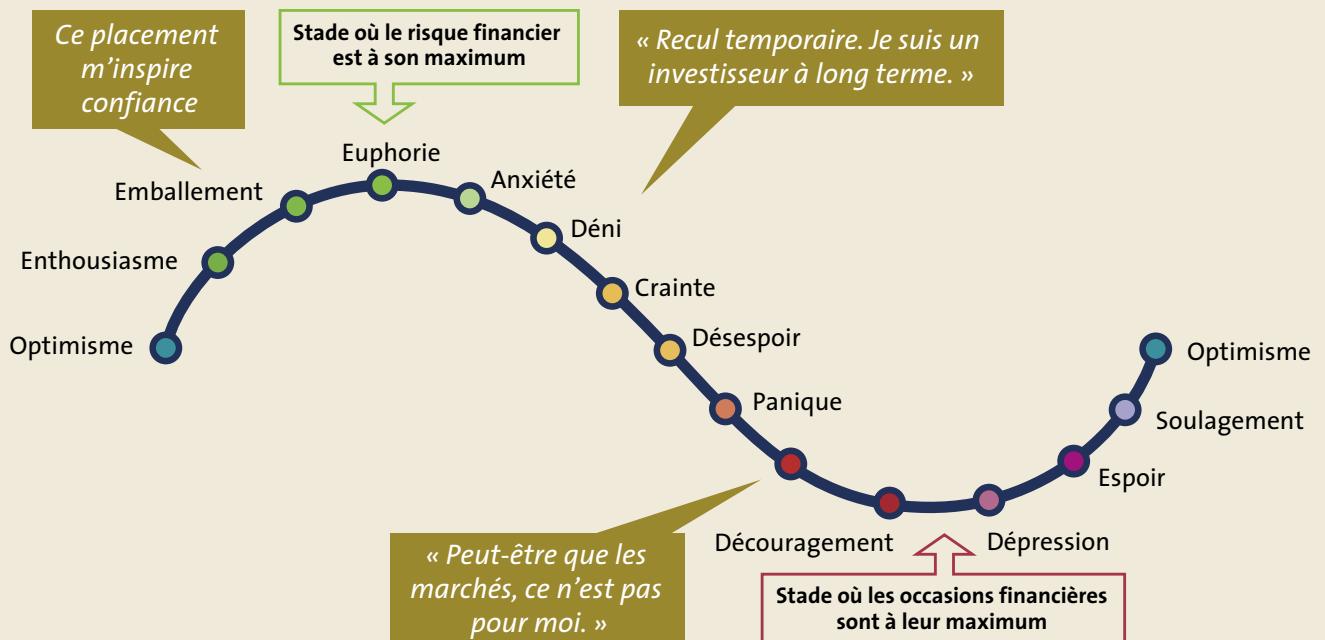 Ce placement
m’inspire
confiance
Stade où le risque financier
est à son maximum
« Recul temporaire. Je suis un
investisseur à long terme. »
Euphorie
Emballement
Anxiété
Enthousiasme
Déni
Crainte
Optimisme
Désespoir
Panique
Optimisme
Soulagement
Espoir
Découragement
Dépression
« Peut-être que les
marchés, ce n’est pas
pour moi. »
Stade où les occasions financières
sont à leur maximum